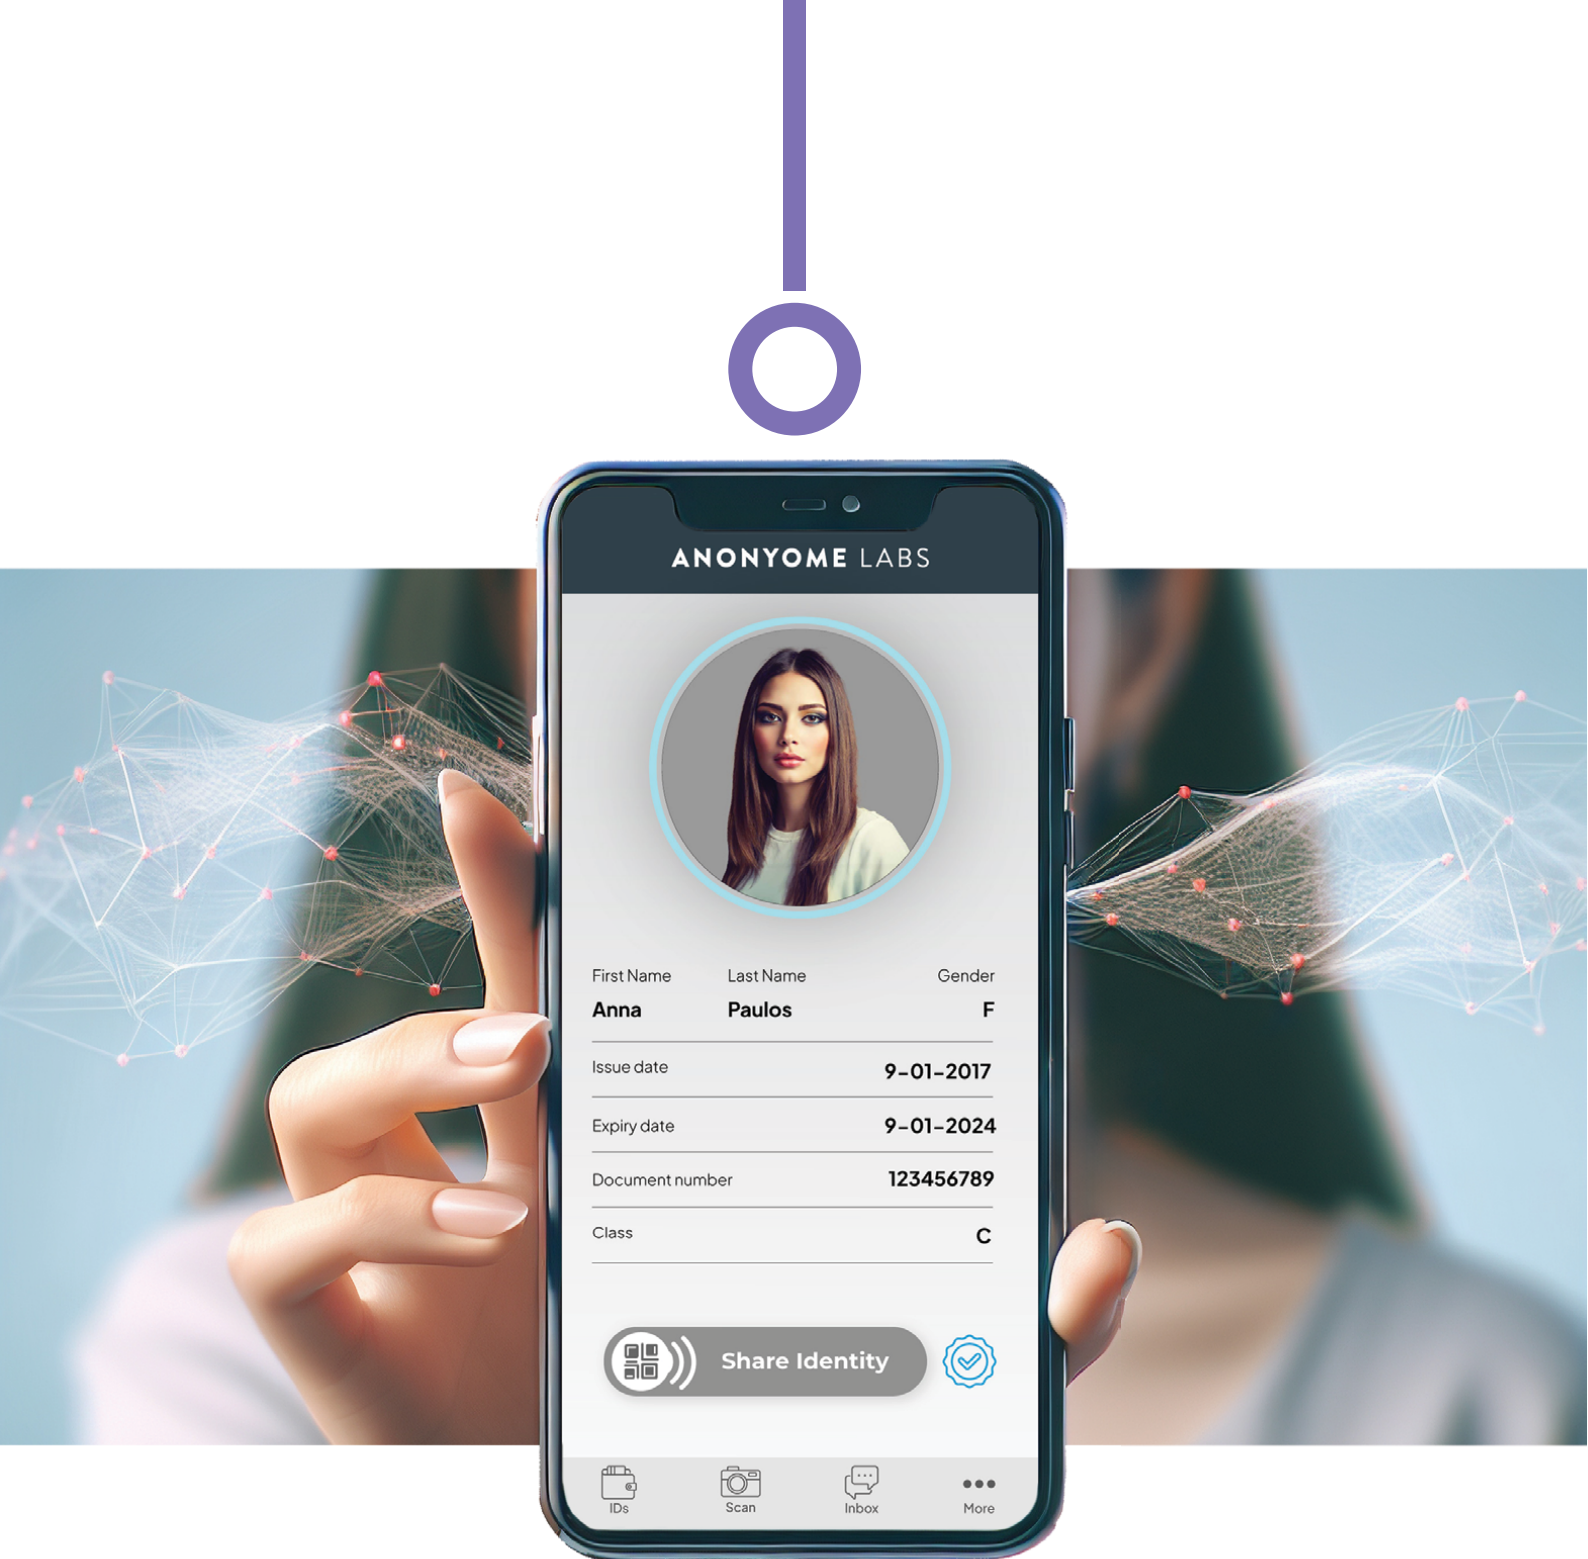 ANONYOME LABS
First Name Last Name Gender
Anna Paulos F
Issue date 9-01-2017
Expiry date 9-01-2024
Document number 123456789
Class C
Share Identity
IDs Scan Inbox More